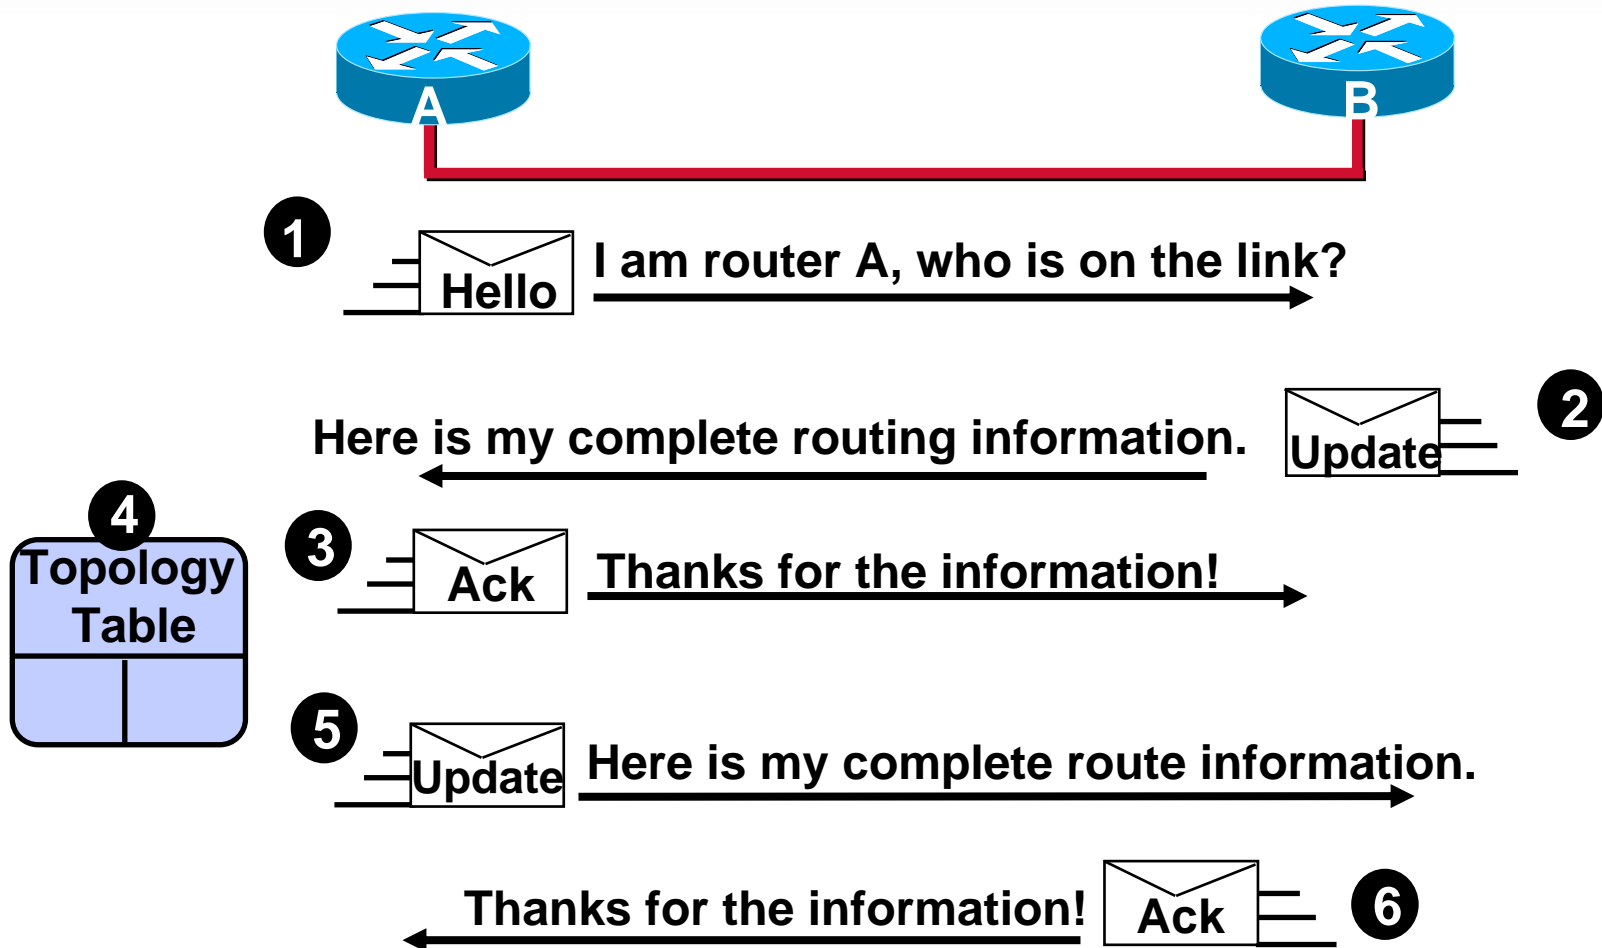 A
B
1
Hello
I am router A, who is on the link?
2
Here is my complete routing information.
Update
4
Topology
Table
3
Ack
Thanks for the information!
5
Update
Here is my complete route information.
Thanks for the information!
Ack
6